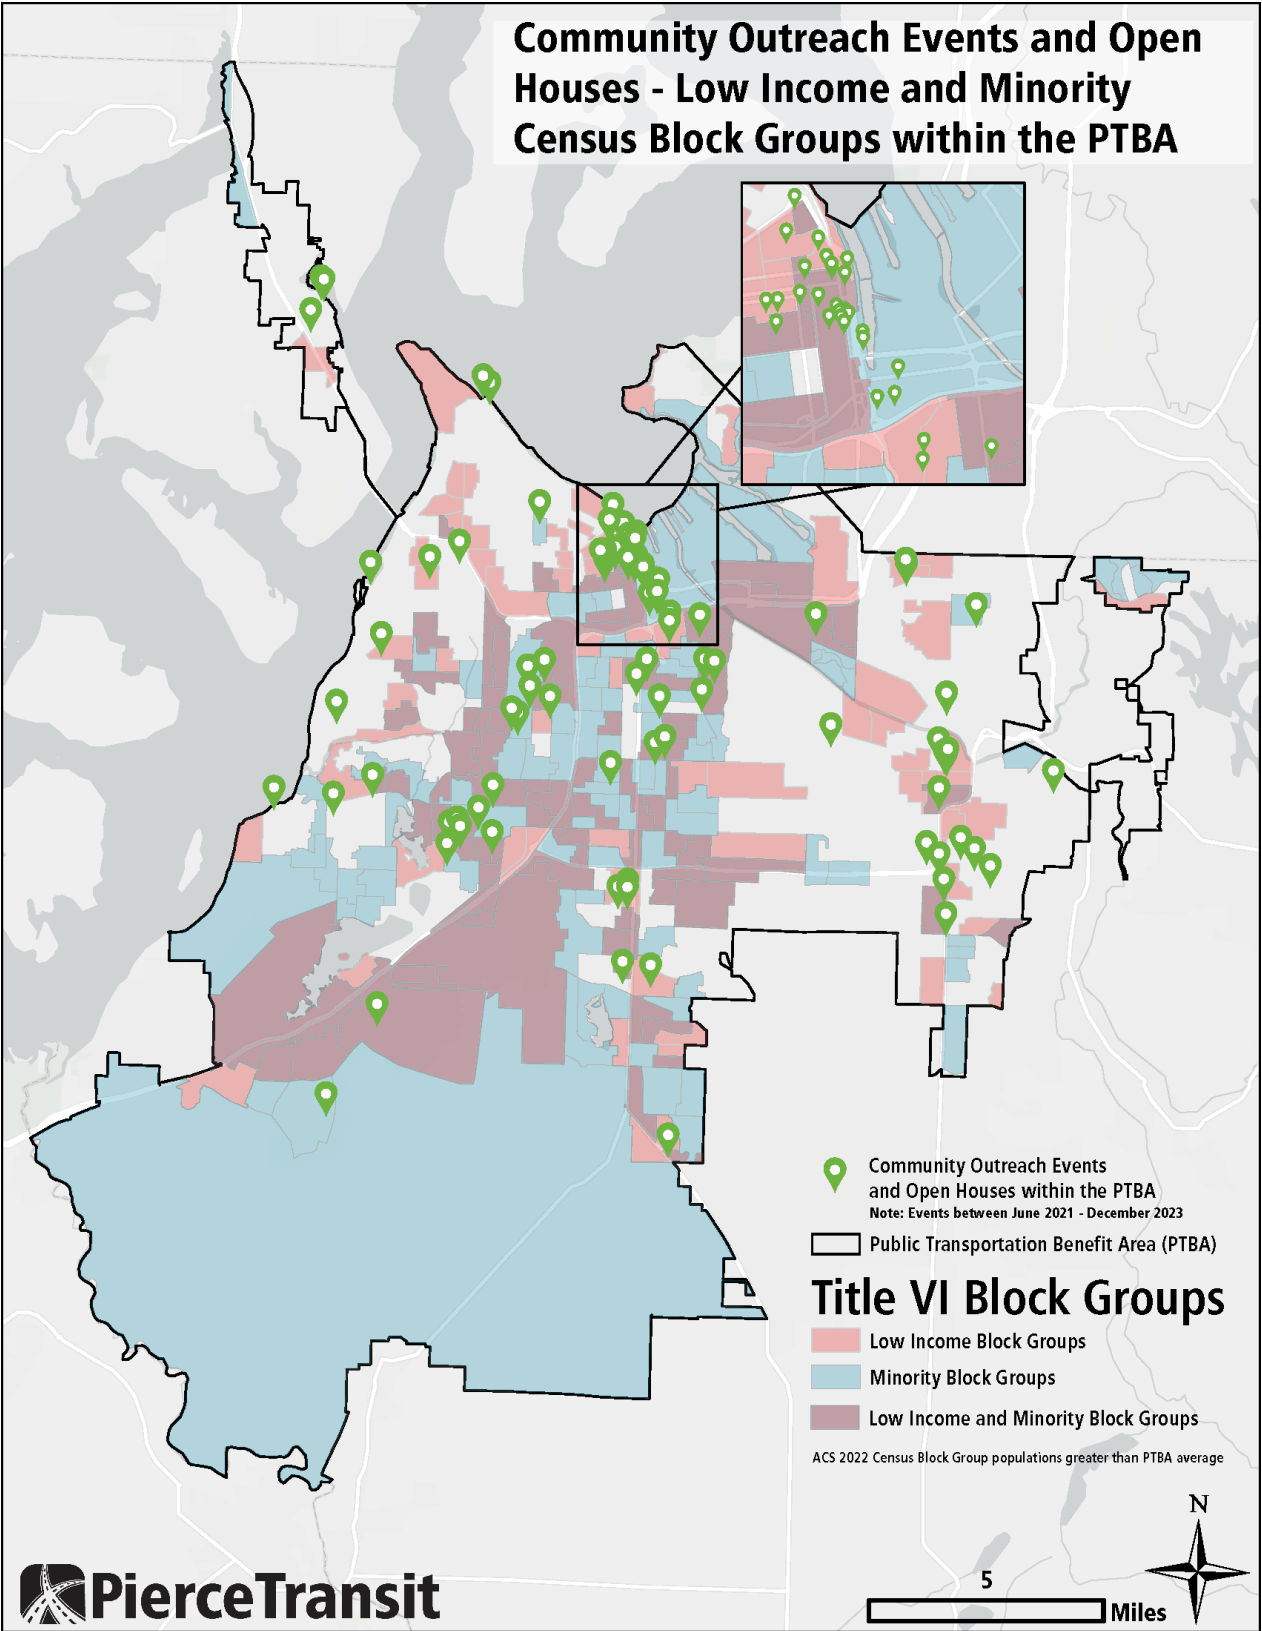 Community Outreach Events and Open
Houses - Low Income and Minority
Census Block Groups within the PTBA
Community Outreach Events
and Open Houses within the PTBA
Note: Events between June 2021 - December 2023
Public Transportation Benefit Area (PTBA)
Title VI Block Groups
Low Income Block Groups
Minority Block Groups
Low Income and Minority Block Groups
ACS 2022 Census Block Group populations greater than PTBA average
N
5
Miles
PierceTransit